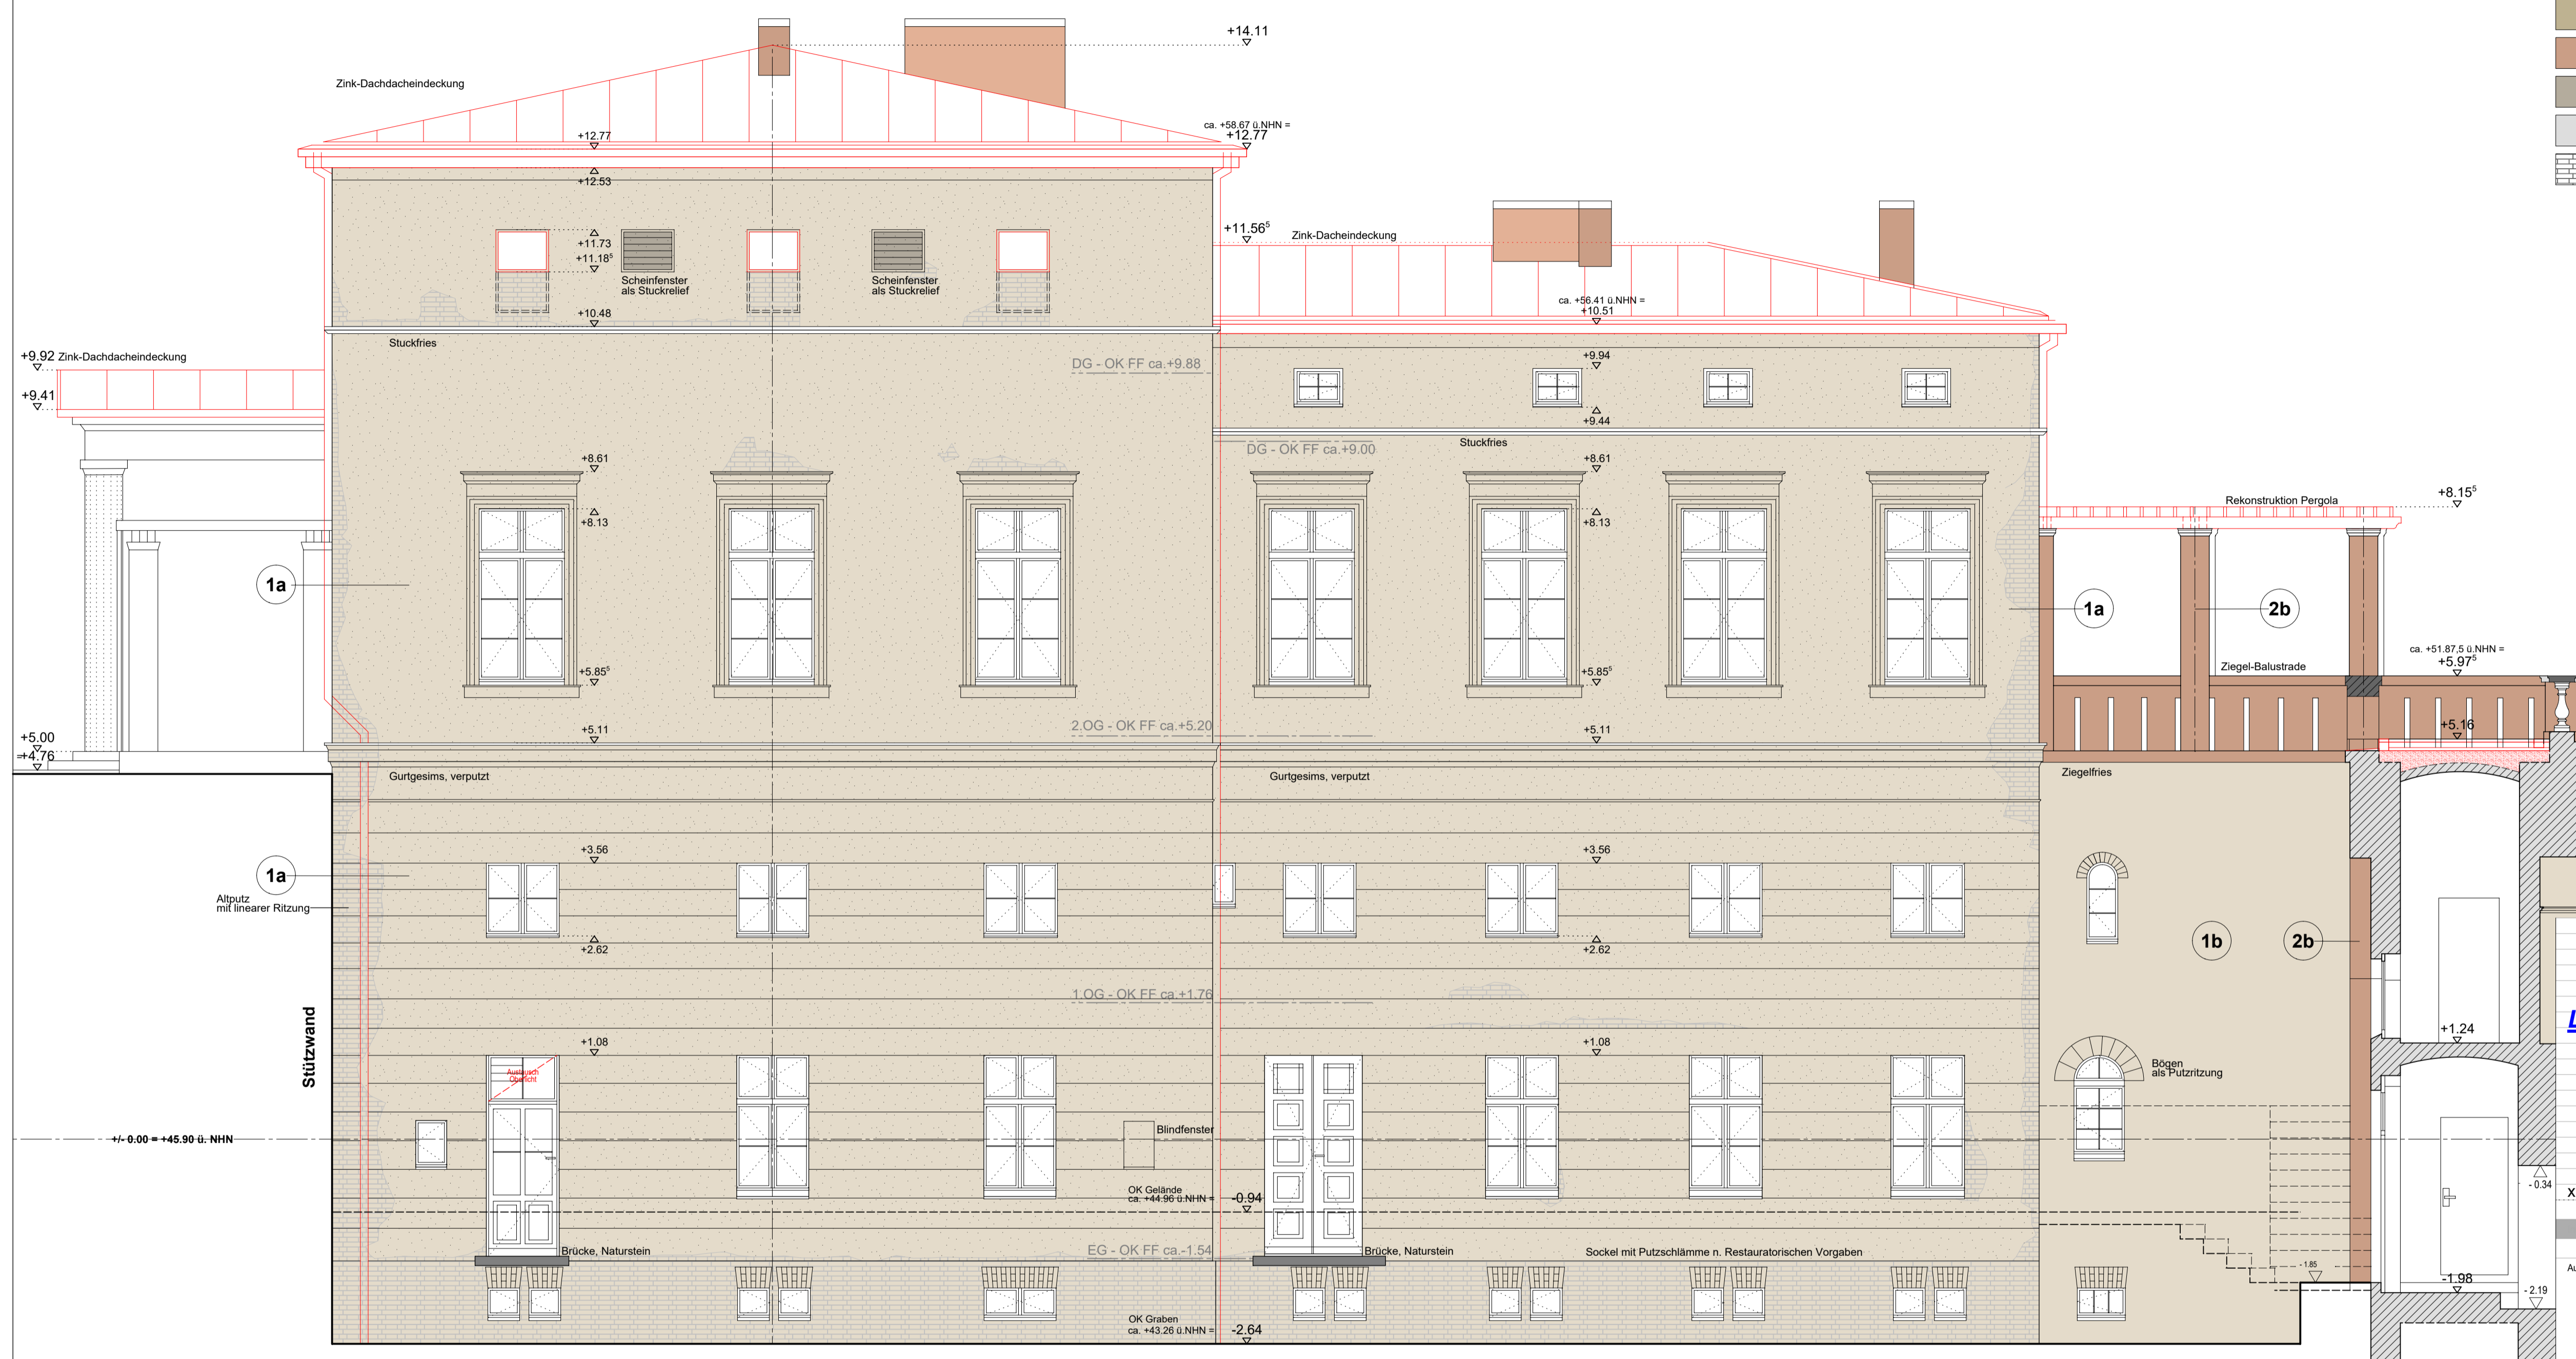 +14.11
Zink-Dachdacheindeckung
ca. +58.67 ü.NHN =
+12.77
+12.77
+12.53
+11.56⁵
Zink-Dacheindeckung
+11.73
+11.18⁵
Scheinfenster
als Stuckrelief
Scheinfenster
als Stuckrelief
ca. +56.41 ü.NHN =
+10.51
+10.48
Stuckfries
+9.92
Zink-Dachdacheindeckung
DG - OK FF ca.+9.88
+9.94
+9.41
+9.44
Stuckfries
DG - OK FF ca.+9.00
+8.61
+8.61
+8.15⁵
Rekonstruktion Pergola
+8.13
+8.13
1a
1a
2b
ca. +51.87,5 ü.NHN =
+5.97⁵
Ziegel-Balustrade
+5.85⁵
+5.85⁵
2.OG - OK FF ca.+5.20
+5.16
+5.00
+5.11
+5.11
=+4.76
Gurtgesims, verputzt
Gurtgesims, verputzt
Ziegelfries
+3.56
+3.56
1a
Altputz
mit linearer Ritzung
+2.62
+2.62
1b
2b
1.OG - OK FF ca.+1.76
Stützwand
+1.24
+1.08
+1.08
Austausch
Oberlicht
Bögen
als Putzritzung
Blindfenster
+/- 0.00 = +45.90 ü. NHN
OK Gelände
ca. +44.96 ü.NHN =
-0.94
- 0.34
EG - OK FF ca.-1.54
Brücke, Naturstein
Brücke, Naturstein
Sockel mit Putzschlämme n. Restauratorischen Vorgaben
- 1.85
-1.98
- 2.19
OK Graben
ca. +43.26 ü.NHN =
-2.64